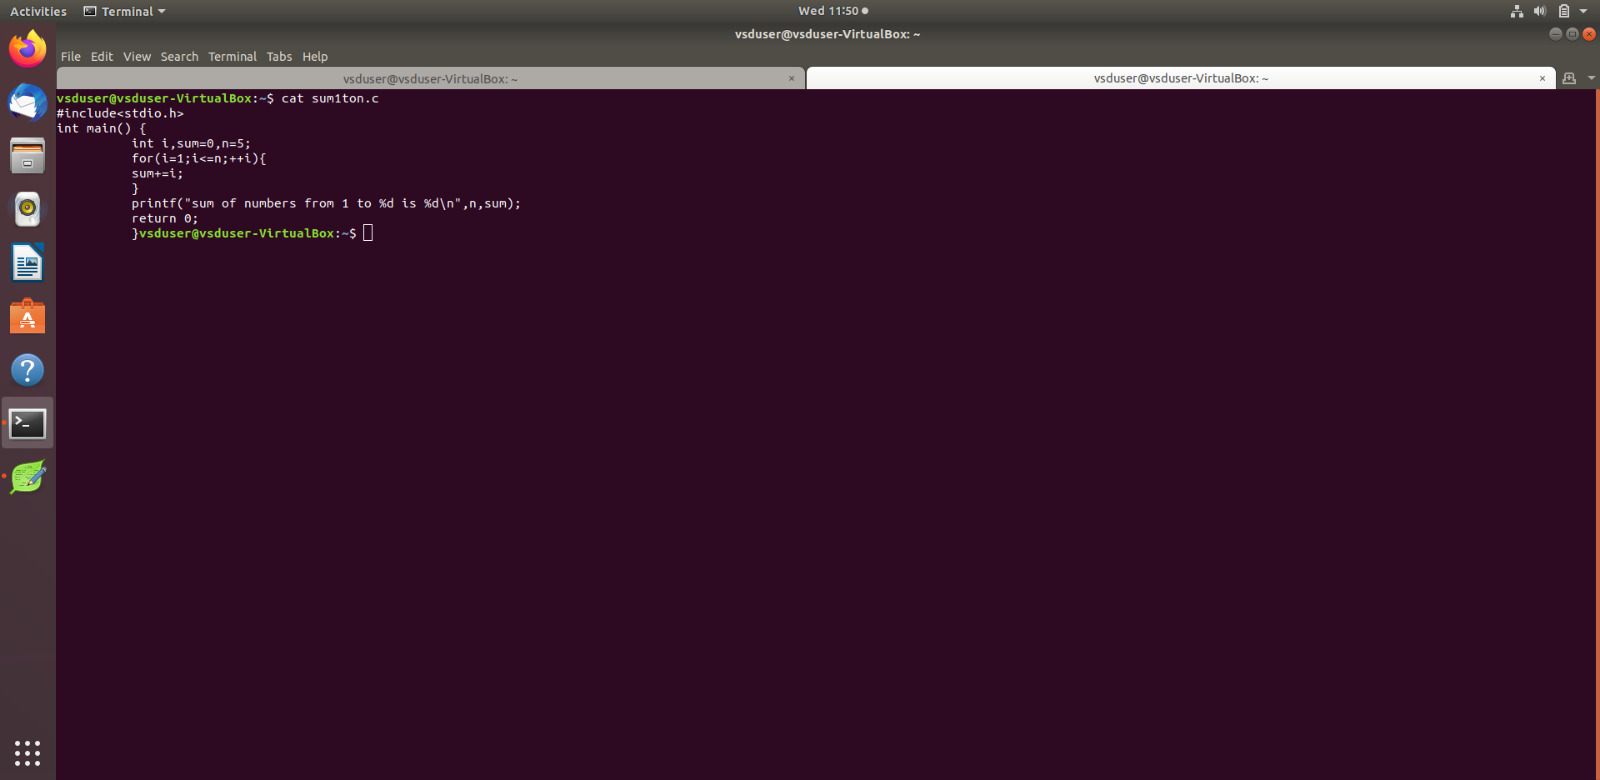 Activities Terminal Wed 11:50
vsduser@vsduser-VirtualBox: ~
File Edit View Search Terminal Tabs Help
vsduser@vsduser-VirtualBox: ~ × vsduser@vsduser-VirtualBox: ~ ×
vsduser@vsduser-VirtualBox:~$ cat sum1ton.c
#include<stdio.h>
int main() {
          int i,sum=0,n=5;
          for(i=1;i<=n;++i){
          sum+=i;
          }
          printf("sum of numbers from 1 to %d is %d\n",n,sum);
          return 0;
          }vsduser@vsduser-VirtualBox:~$